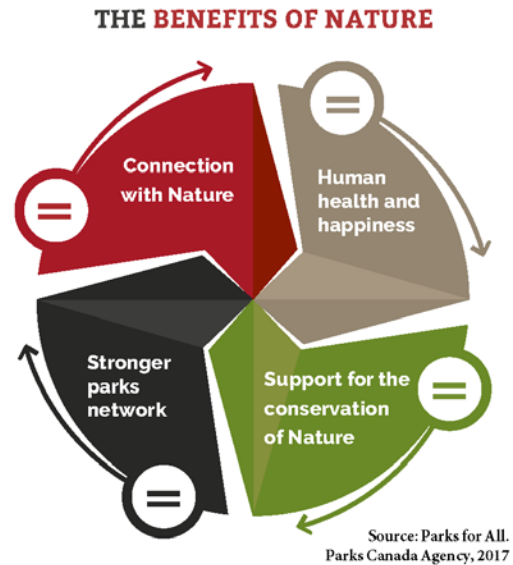 THE BENEFITS OF NATURE
Connection
with Nature
=
Human
health and
happiness
=
Support for the
conservation
of Nature
=
Stronger
parks
network
=
Source: Parks for All.
Parks Canada Agency, 2017